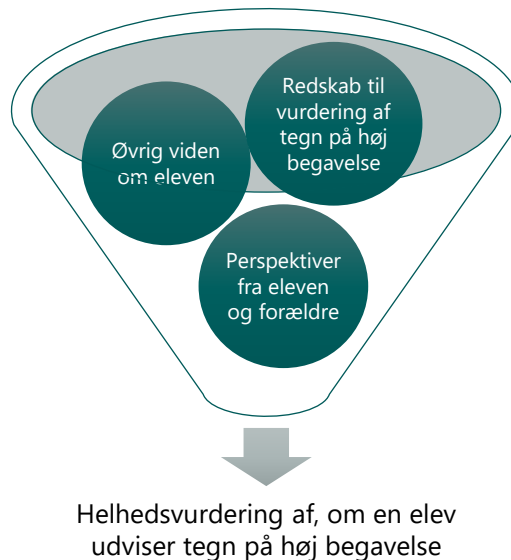 Redskab til
vurdering af
tegn på høj
begavelse
Øvrig viden
om eleven
Perspektiver
fra eleven
og forældre
Helhedsvurdering af, om en elev
udviser tegn på høj begavelse